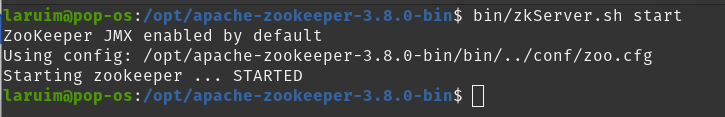 laruim@pop-os:/opt/apache-zookeeper-3.8.0-bin$ bin/zkServer.sh start
ZooKeeper JMX enabled by default
Using config: /opt/apache-zookeeper-3.8.0-bin/bin/../conf/zoo.cfg
Starting zookeeper ... STARTED
laruim@pop-os:/opt/apache-zookeeper-3.8.0-bin$